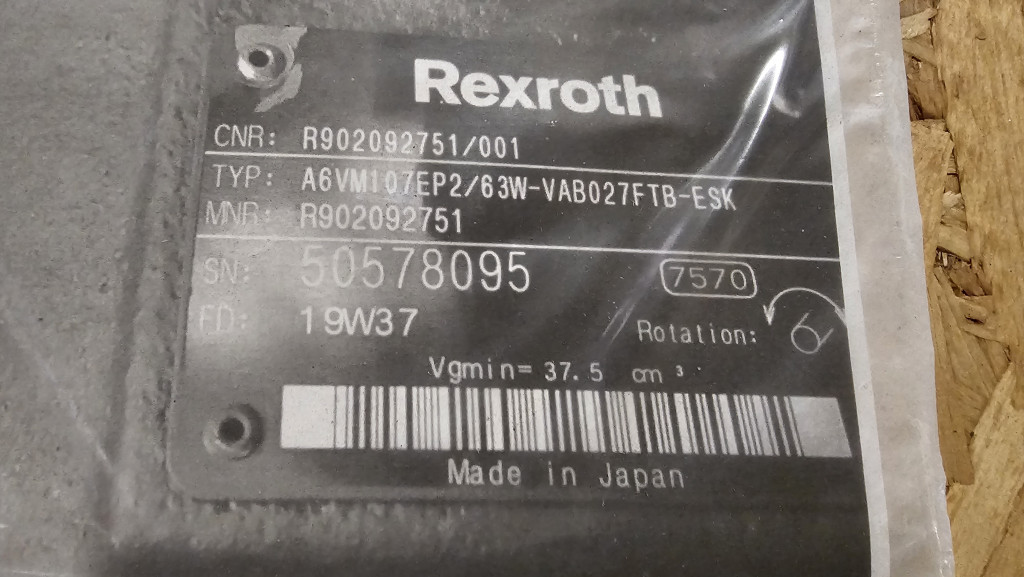 Rexroth
CNR: R902092751/001
TYP: A6VM107EP2/63W-VAB027FTB-ESK
MNR: R902092751
SN: 50578095 7570
FD: 19W37 Rotation:
Vgmin= 37.5 cm³
Made in Japan